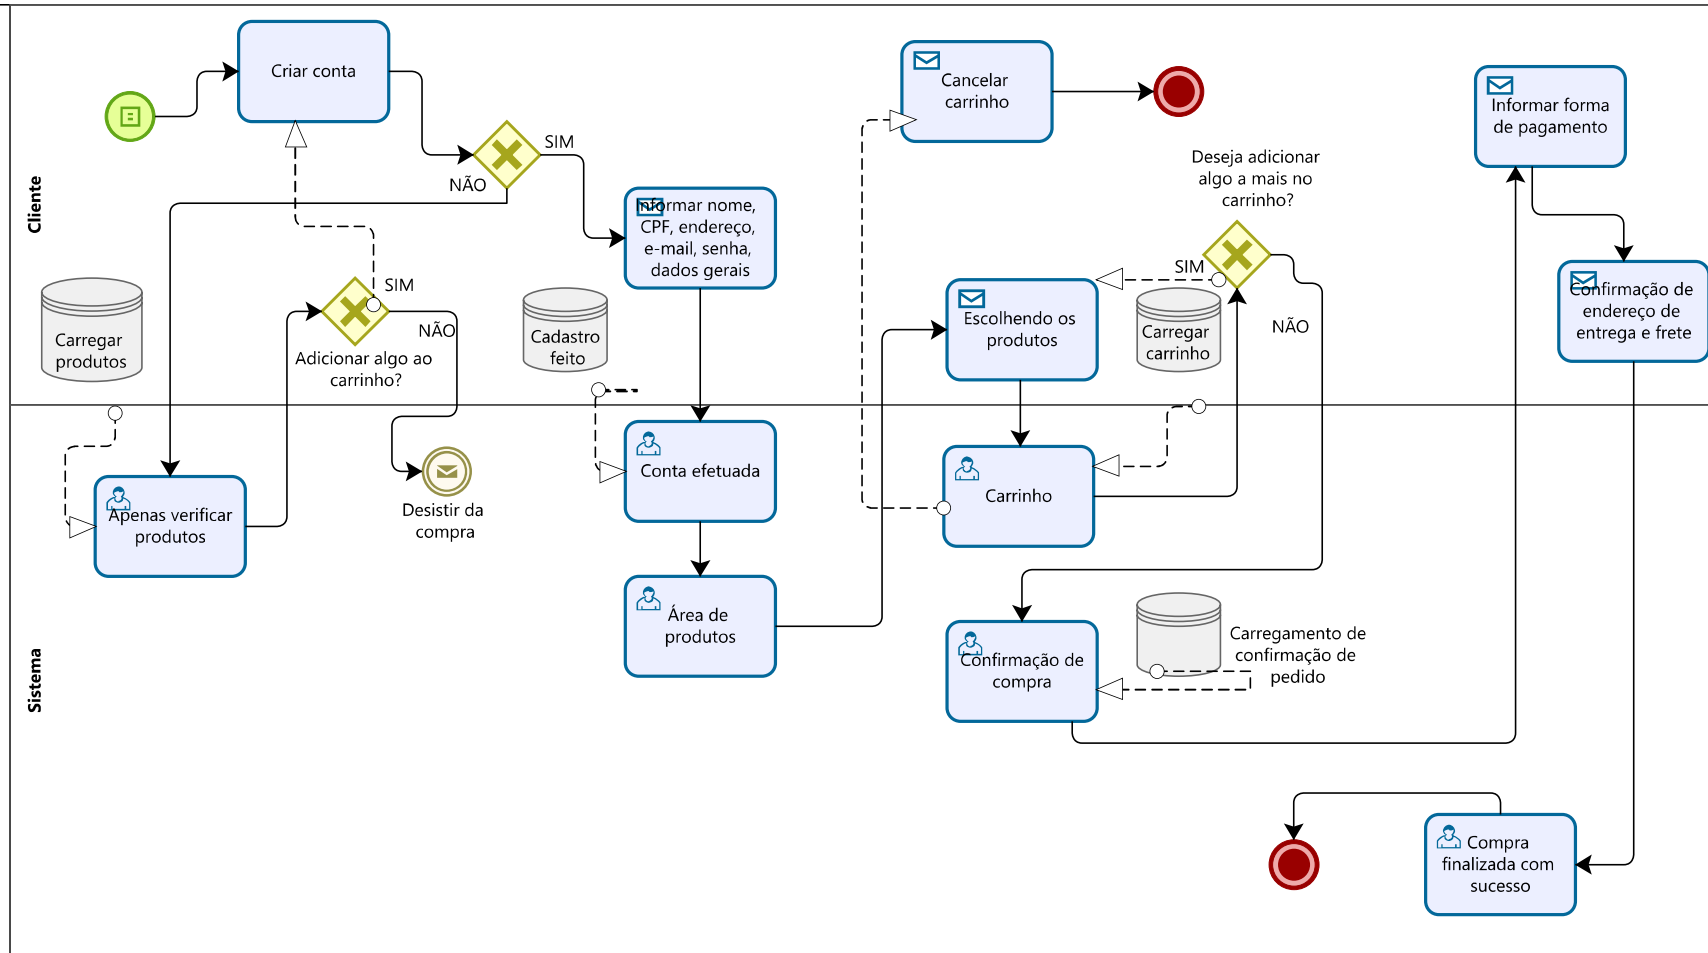 Cliente
Criar conta
SIM
NÃO
Informar nome,
CPF, endereço,
e-mail, senha,
dados gerais
Cancelar
carrinho
Deseja adicionar
algo a mais no
carrinho?
SIM
NÃO
Informar forma
de pagamento
Confirmação de
endereço de
entrega e frete
Carregar
produtos
SIM
NÃO
Adicionar algo ao
carrinho?
Cadastro
feito
Escolhendo os
produtos
Carregar
carrinho
Sistema
Apenas verificar
produtos
Desistir da
compra
Conta efetuada
Área de
produtos
Carrinho
Confirmação de
compra
Carregamento de
confirmação de
pedido
Compra
finalizada com
sucesso